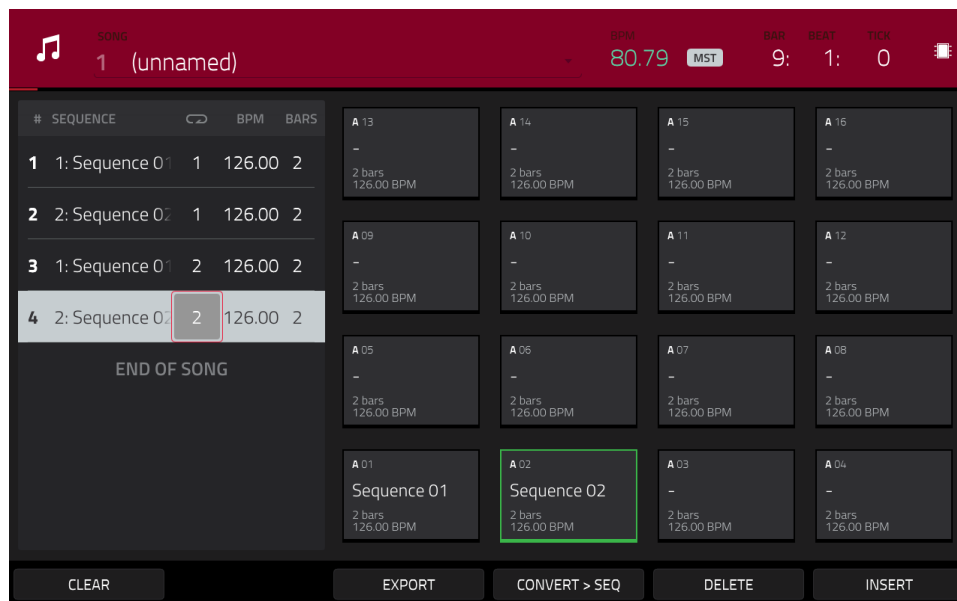 SONG BPM BAR BEAT TICK
1 (unnamed) 80.79 MST 9: 1: 0
# SEQUENCE BPM BARS
1 1: Sequence 01 1 126.00 2
2 2: Sequence 02 1 126.00 2
3 1: Sequence 01 2 126.00 2
4 2: Sequence 02 2 126.00 2
END OF SONG
A 13
-
2 bars
126.00 BPM
A 14
-
2 bars
126.00 BPM
A 15
-
2 bars
126.00 BPM
A 16
-
2 bars
126.00 BPM
A 09
-
2 bars
126.00 BPM
A 10
-
2 bars
126.00 BPM
A 11
-
2 bars
126.00 BPM
A 12
-
2 bars
126.00 BPM
A 05
-
2 bars
126.00 BPM
A 06
-
2 bars
126.00 BPM
A 07
-
2 bars
126.00 BPM
A 08
-
2 bars
126.00 BPM
A 01
Sequence 01
2 bars
126.00 BPM
A 02
Sequence 02
2 bars
126.00 BPM
A 03
-
2 bars
126.00 BPM
A 04
-
2 bars
126.00 BPM
CLEAR EXPORT CONVERT > SEQ DELETE INSERT